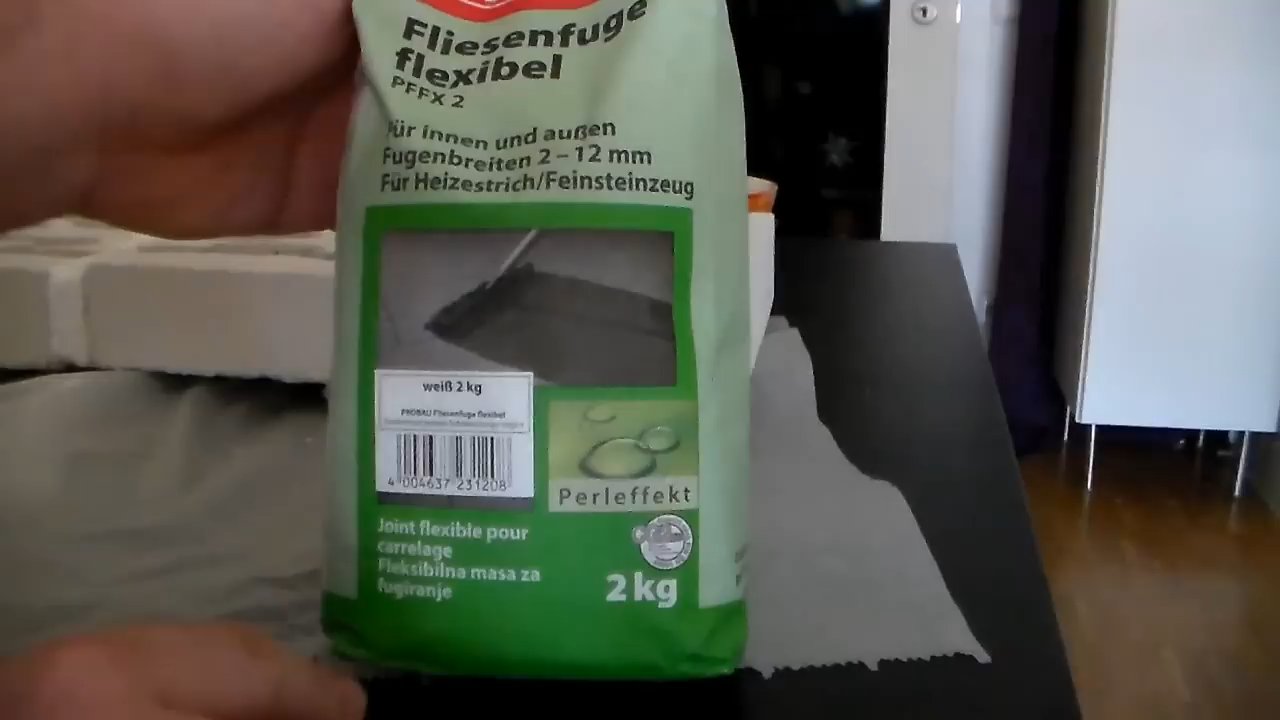 Fliesenfuge
flexibel
PFFX 2
Für innen und außen
Fugenbreiten 2 – 12 mm
Für Heizestrich/Feinsteinzeug
weiß 2 kg
PROBAU Fliesenfuge flexibel
4 004637 231208
Perleffekt
Joint flexible pour
carrelage
Fleksibilna masa za
fugiranje
2 kg